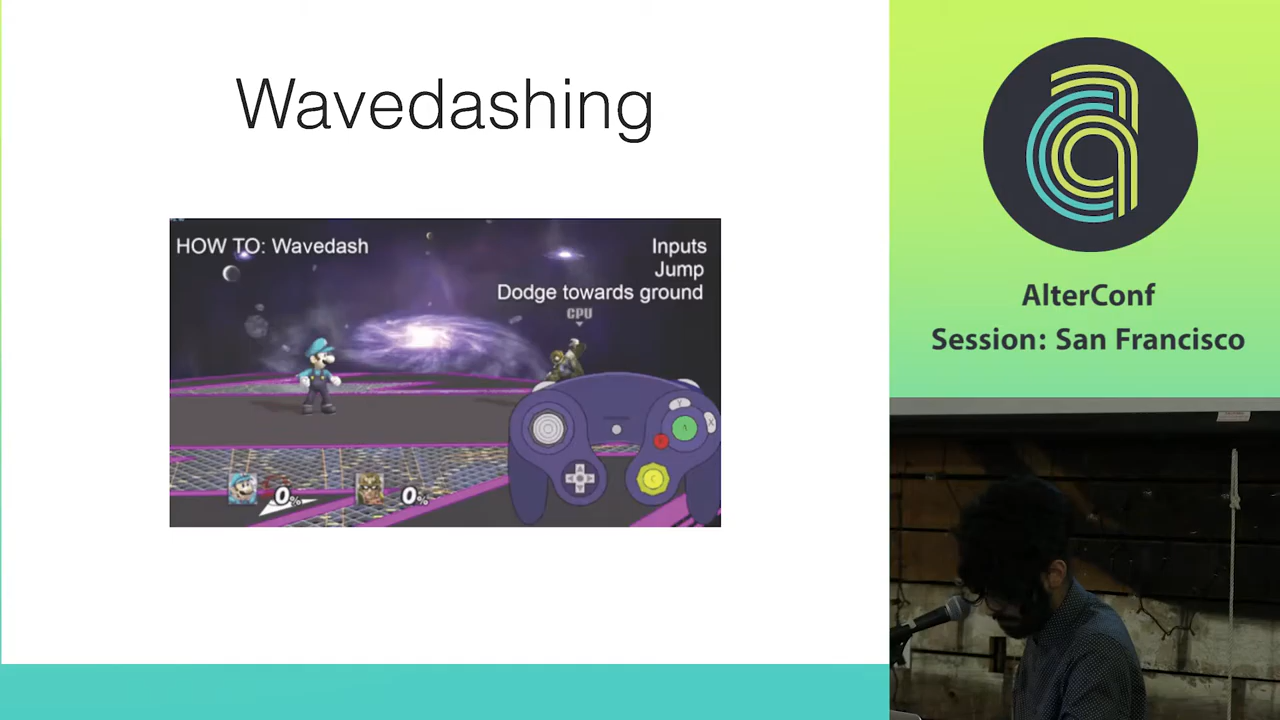 Wavedashing
HOW TO: Wavedash
Inputs
Jump
Dodge towards ground
CPU
0%
0%
Y
X
A
C
AlterConf
Session: San Francisco